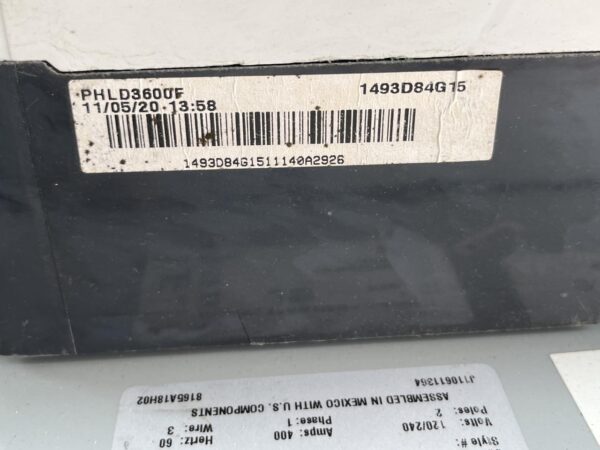 PHLD3600F 1493D84G15
11/05/20 13:58
1493D84G1511140A2926
Style #:
Volts: 120/240 Amps: 400 Hertz: 60
Poles: 2 Phase: 1 Wire: 3
ASSEMBLED IN MEXICO WITH U.S. COMPONENTS
J110611364 8165A18H02